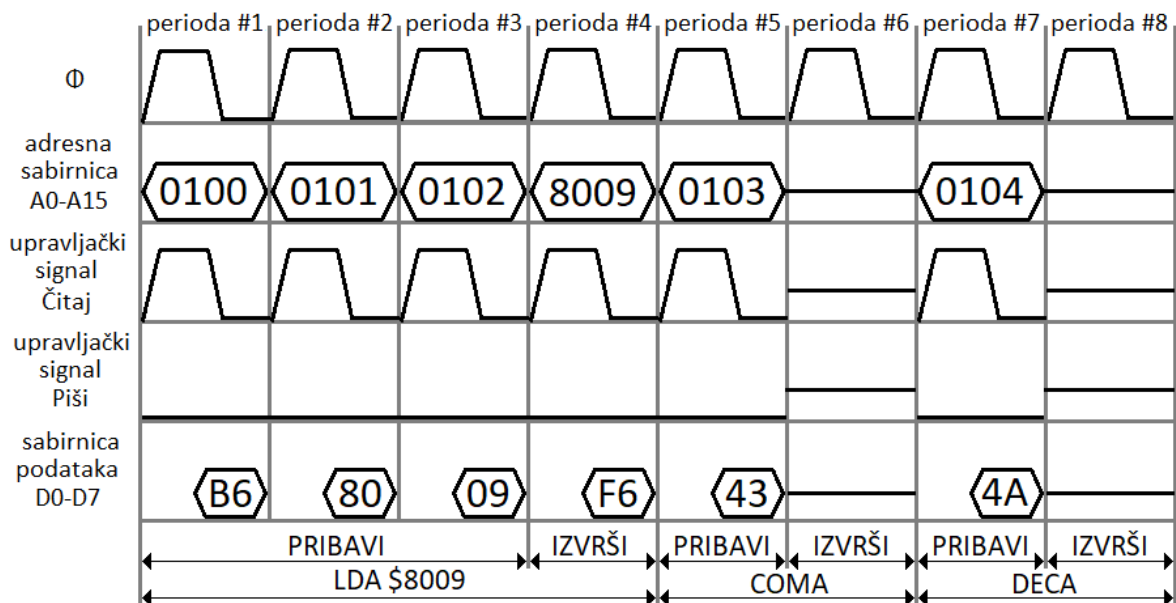 perioda #1 perioda #2 perioda #3 perioda #4 perioda #5 perioda #6 perioda #7 perioda #8
Φ
adresna
sabirnica
A0-A15
0100 0101 0102 8009 0103 0104
upravljački
signal
Čitaj
upravljački
signal
Piši
sabirnica
podataka
D0-D7
B6 80 09 F6 43 4A
PRIBAVI IZVRŠI PRIBAVI IZVRŠI PRIBAVI IZVRŠI
LDA $8009 COMA DECA